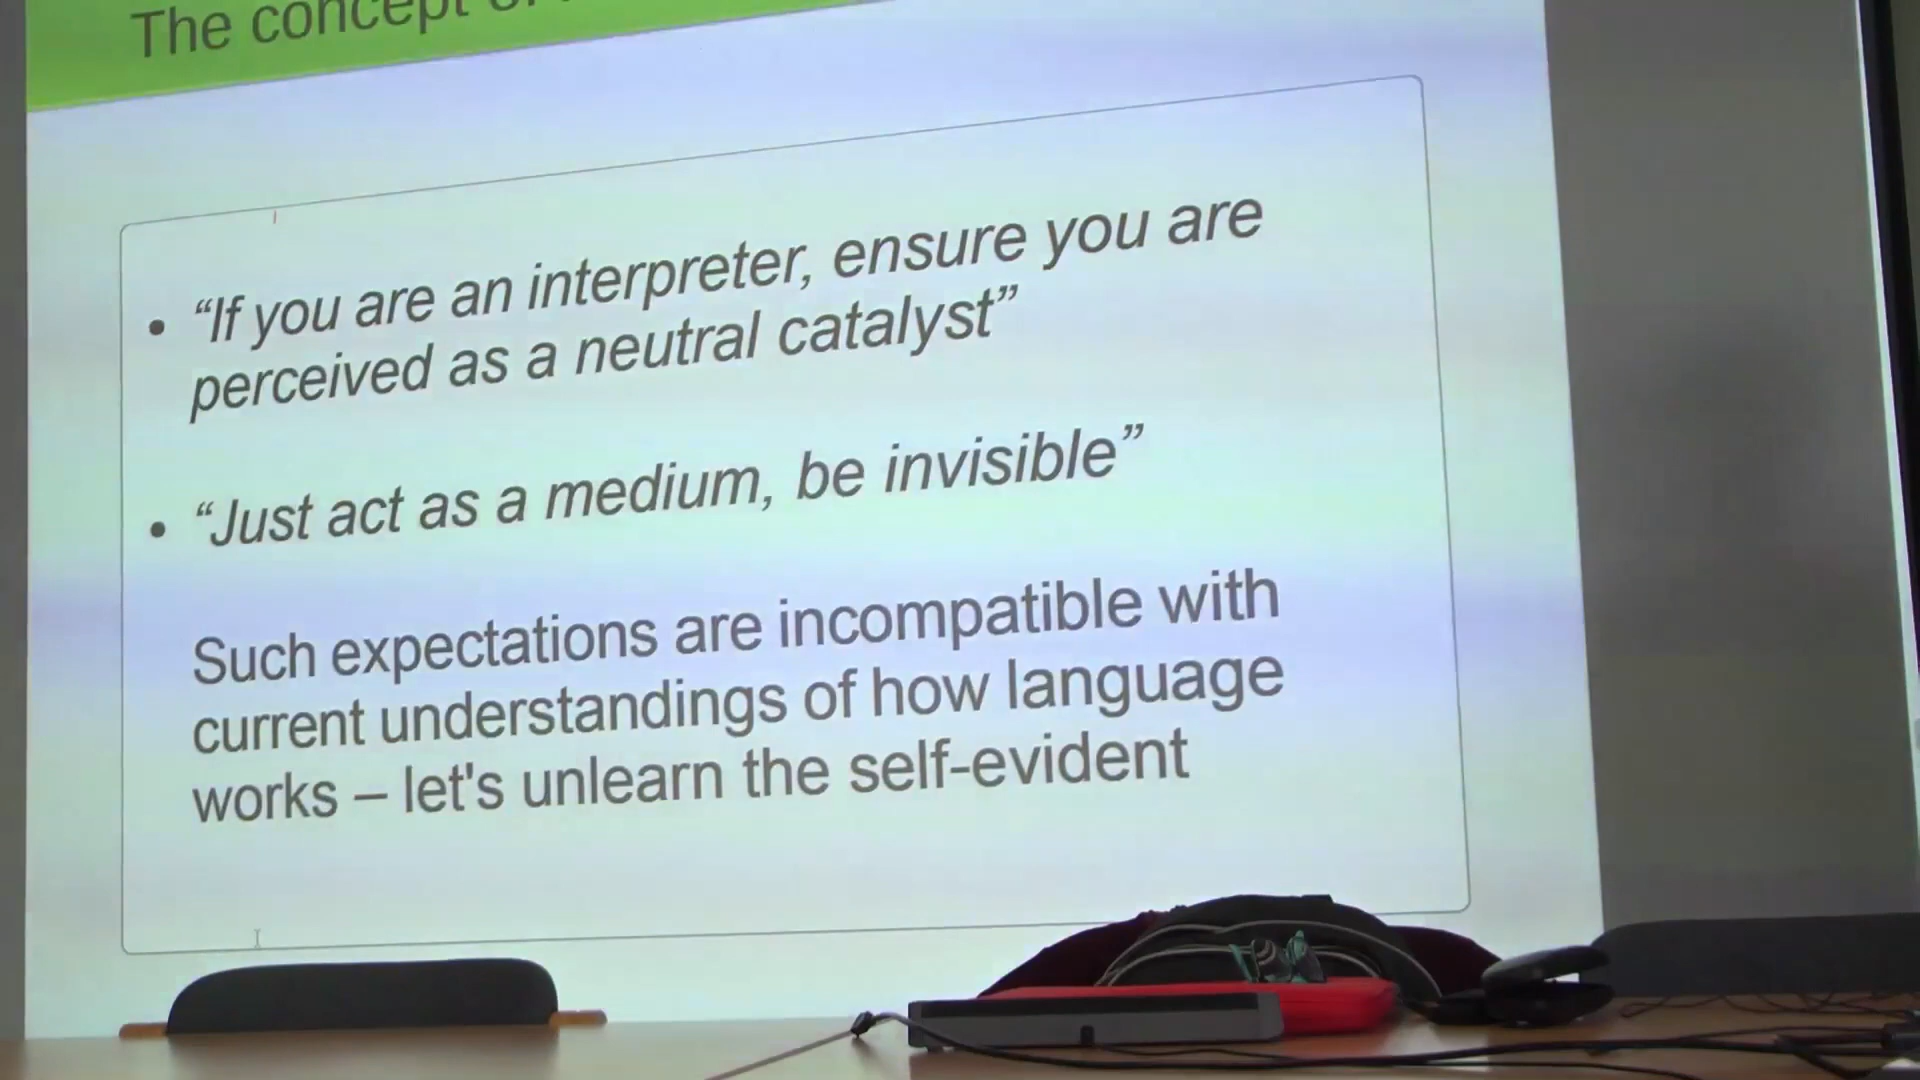 The concept
• “If you are an interpreter, ensure you are
perceived as a neutral catalyst”
• “Just act as a medium, be invisible”
Such expectations are incompatible with
current understandings of how language
works – let's unlearn the self-evident